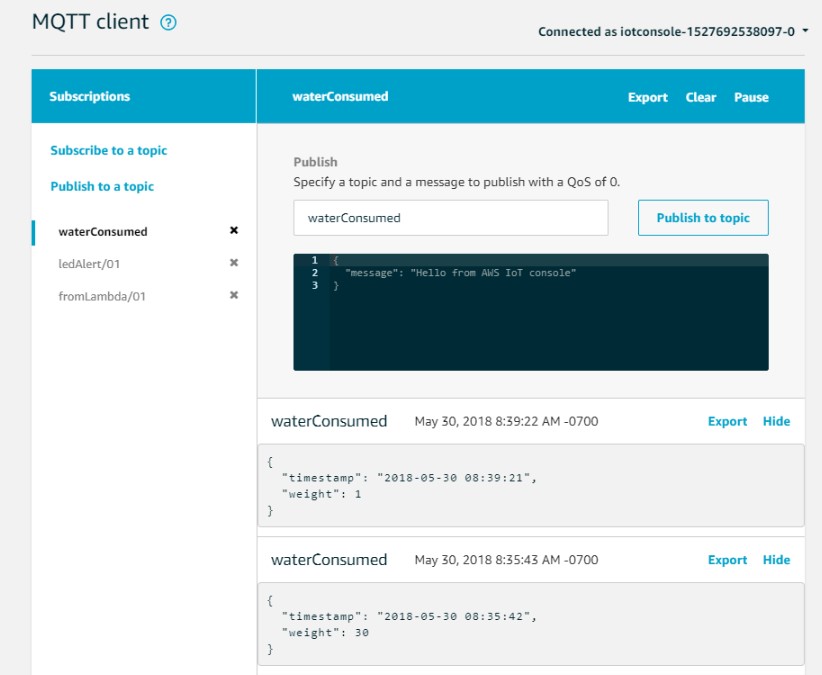 MQTT client ?
Connected as iotconsole-1527692538097-0
Subscriptions
waterConsumed
Export Clear Pause
Subscribe to a topic
Publish to a topic
waterConsumed
ledAlert/01
fromLambda/01
Publish
Specify a topic and a message to publish with a QoS of 0.
waterConsumed
Publish to topic
1 {
2 "message": "Hello from AWS IoT console"
3 }
waterConsumed May 30, 2018 8:39:22 AM -0700 Export Hide
{
"timestamp": "2018-05-30 08:39:21",
"weight": 1
}
waterConsumed May 30, 2018 8:35:43 AM -0700 Export Hide
{
"timestamp": "2018-05-30 08:35:42",
"weight": 30
}